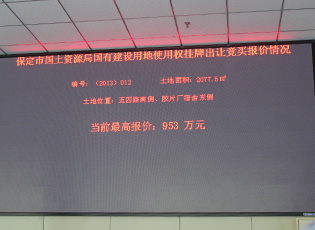 保定市国土资源局国有建设用地使用权挂牌出让竞买报价情况
编号：（2013）012 土地面积：2077.5㎡
土地位置：五四路南侧、胶片厂宿舍东侧
当前最高报价：953 万元